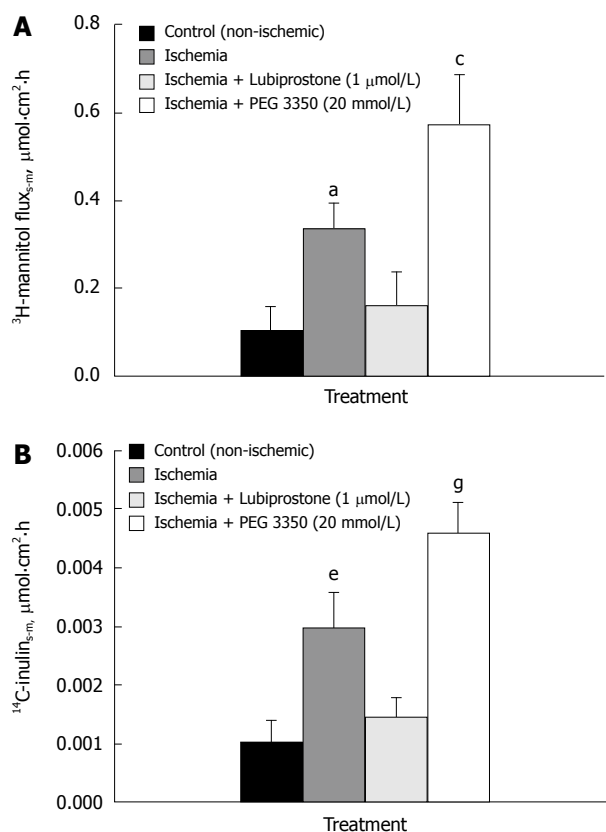 A
0.8
0.6
0.4
0.2
0.0
³H-mannitol flux_s-m, μmol·cm²·h
Control (non-ischemic)
Ischemia
Ischemia + Lubiprostone (1 μmol/L)
Ischemia + PEG 3350 (20 mmol/L)
a
c
Treatment
B
0.006
0.005
0.004
0.003
0.002
0.001
0.000
¹⁴C-inulin_s-m, μmol·cm²·h
Control (non-ischemic)
Ischemia
Ischemia + Lubiprostone (1 μmol/L)
Ischemia + PEG 3350 (20 mmol/L)
e
g
Treatment